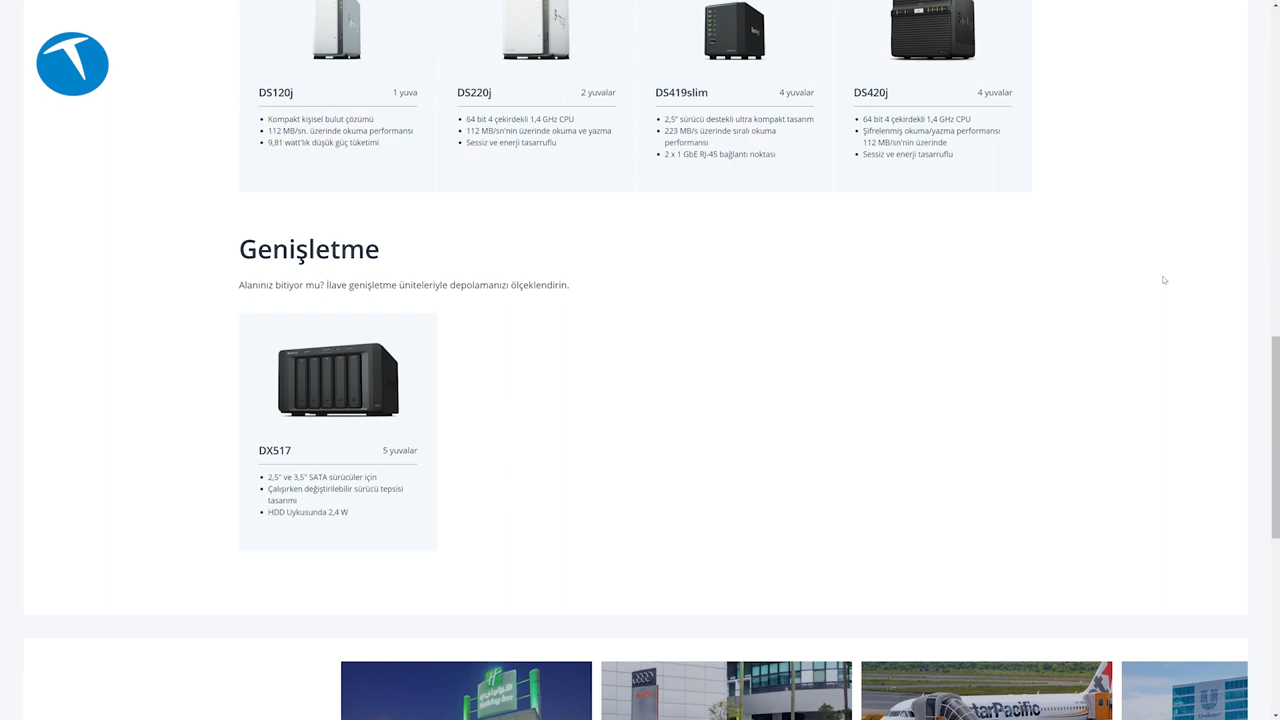 DS120j 1 yuva
Kompakt kişisel bulut çözümü
112 MB/sn. üzerinde okuma performansı
9,81 watt'lık düşük güç tüketimi
DS220j 2 yuvalar
64 bit 4 çekirdekli 1,4 GHz CPU
112 MB/sn'nin üzerinde okuma ve yazma
Sessiz ve enerji tasarruflu
DS419slim 4 yuvalar
2,5" sürücü destekli ultra kompakt tasarım
223 MB/s üzerinde sıralı okuma
performansı
2 x 1 GbE RJ-45 bağlantı noktası
DS420j 4 yuvalar
64 bit 4 çekirdekli 1,4 GHz CPU
Şifrelenmiş okuma/yazma performansı
112 MB/sn'nin üzerinde
Sessiz ve enerji tasarruflu
Genişletme
Alanınız bitiyor mu? İlave genişletme üniteleriyle depolamanızı ölçeklendirin.
DX517 5 yuvalar
2,5" ve 3,5" SATA sürücüler için
Çalışırken değiştirilebilir sürücü tepsisi
tasarımı
HDD Uykusunda 2,4 W
Audi
tarPacific